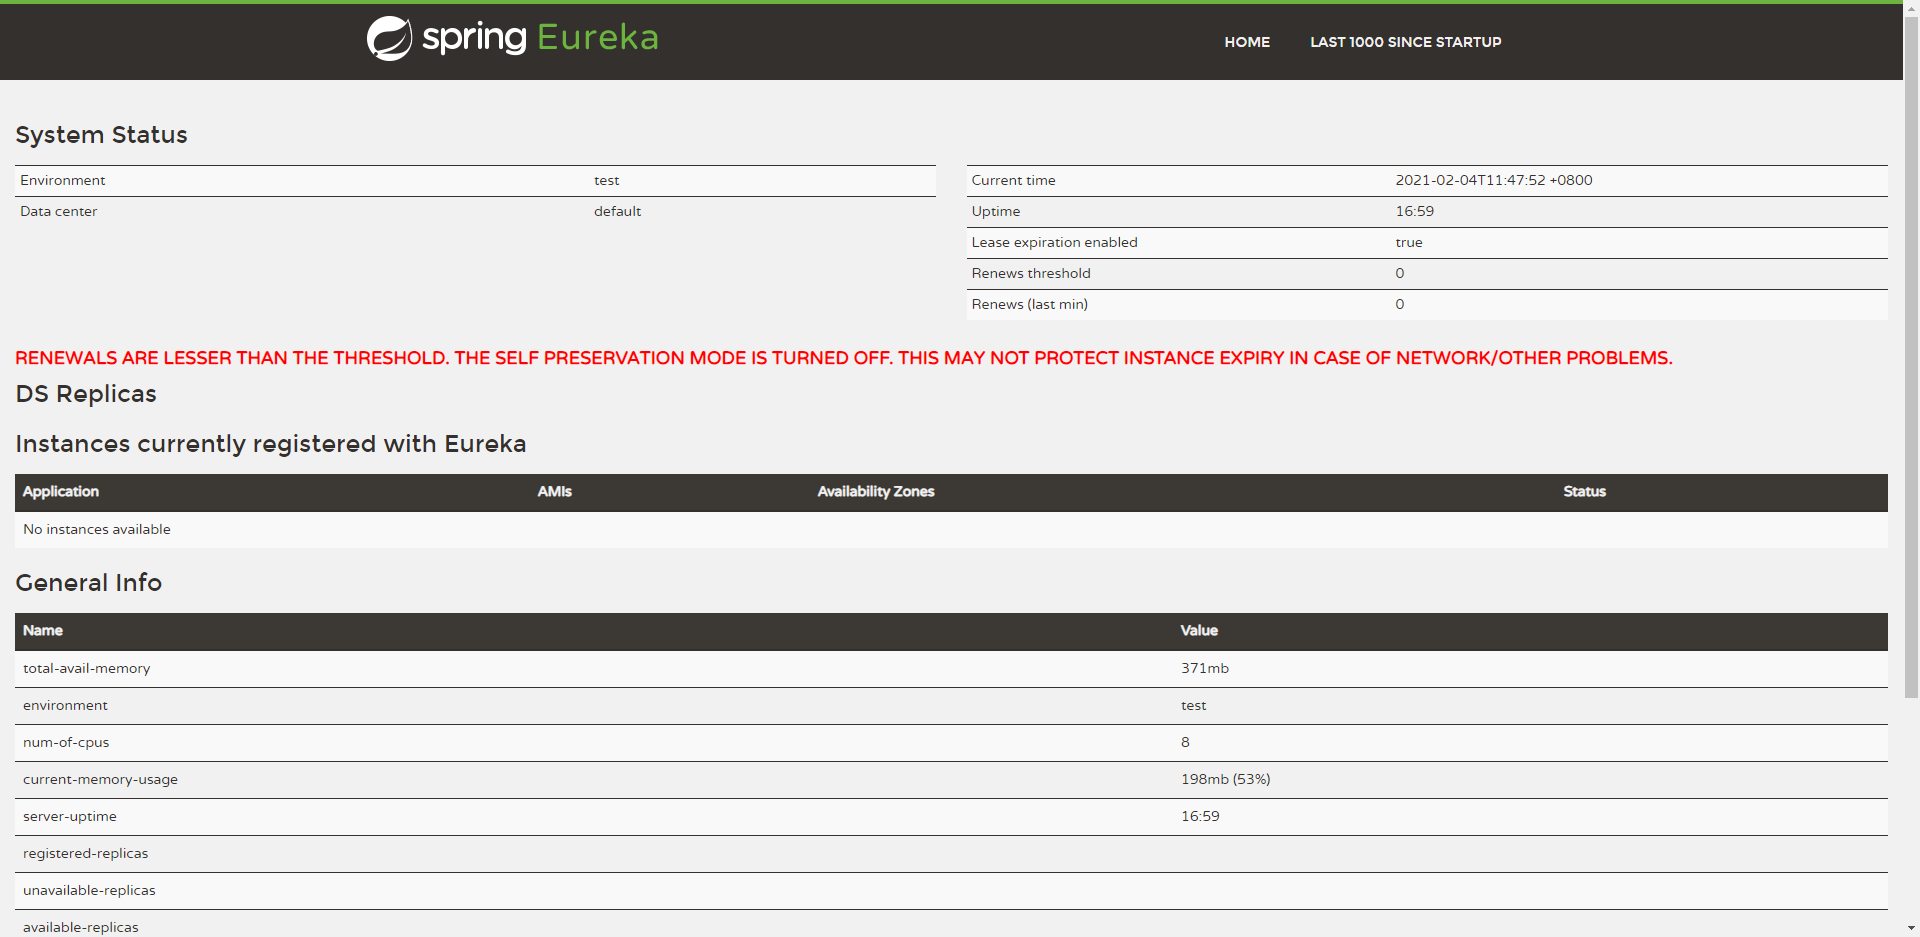 spring Eureka
HOME LAST 1000 SINCE STARTUP
System Status
Environment test
Data center default
Current time 2021-02-04T11:47:52 +0800
Uptime 16:59
Lease expiration enabled true
Renews threshold 0
Renews (last min) 0
RENEWALS ARE LESSER THAN THE THRESHOLD. THE SELF PRESERVATION MODE IS TURNED OFF. THIS MAY NOT PROTECT INSTANCE EXPIRY IN CASE OF NETWORK/OTHER PROBLEMS.
DS Replicas
Instances currently registered with Eureka
Application AMIs Availability Zones Status
No instances available
General Info
Name Value
total-avail-memory 371mb
environment test
num-of-cpus 8
current-memory-usage 198mb (53%)
server-uptime 16:59
registered-replicas
unavailable-replicas
available-replicas